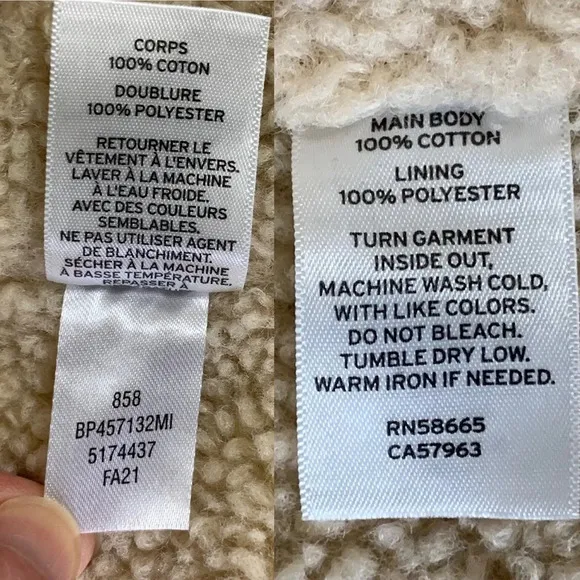 CORPS
100% COTON
DOUBLURE
100% POLYESTER
RETOURNER LE
VÊTEMENT À L'ENVERS.
LAVER À LA MACHINE
À L'EAU FROIDE.
AVEC DES COULEURS
SEMBLABLES.
NE PAS UTILISER AGENT
DE BLANCHIMENT.
SÉCHER À LA MACHINE
À BASSE TEMPÉRATURE.
REPASSER À
858
BP457132MI
5174437
FA21
MAIN BODY
100% COTTON
LINING
100% POLYESTER
TURN GARMENT
INSIDE OUT,
MACHINE WASH COLD,
WITH LIKE COLORS.
DO NOT BLEACH.
TUMBLE DRY LOW.
WARM IRON IF NEEDED.
RN58665
CA57963